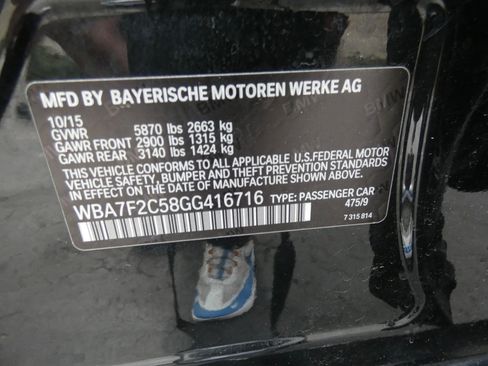 MFD BY BAYERISCHE MOTOREN WERKE AG
10/15
GVWR 5870 lbs 2663 kg
GAWR FRONT 2900 lbs 1315 kg
GAWR REAR 3140 lbs 1424 kg
THIS VEHICLE CONFORMS TO ALL APPLICABLE U.S. FEDERAL MOTOR
VEHICLE SAFETY, BUMPER AND THEFT PREVENTION STANDARDS
IN EFFECT ON THE DATE OF MANUFACTURE SHOWN ABOVE.
WBA7F2C58GG416716 TYPE: PASSENGER CAR
475/9
7 315 814